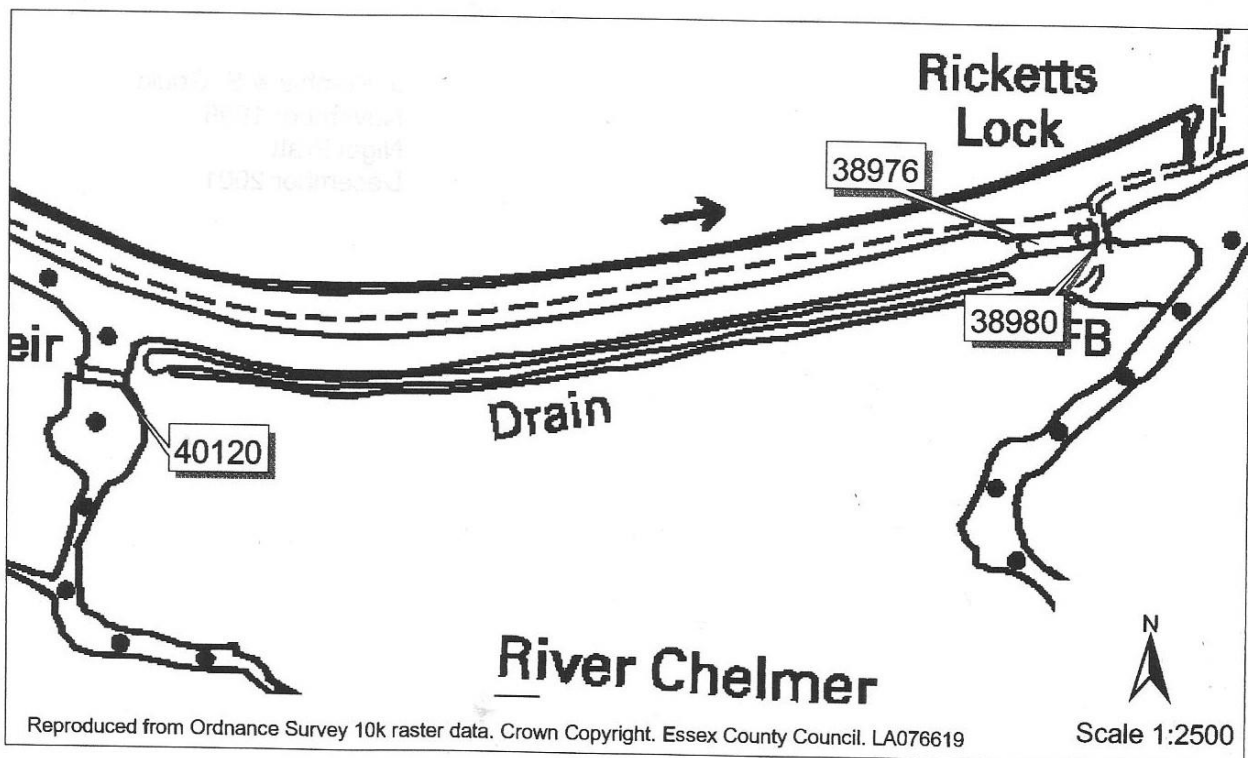 Ricketts
Lock
38976
38980
FB
eir
40120
Drain
N
River Chelmer
Scale 1:2500
Reproduced from Ordnance Survey 10k raster data. Crown Copyright. Essex County Council. LA076619